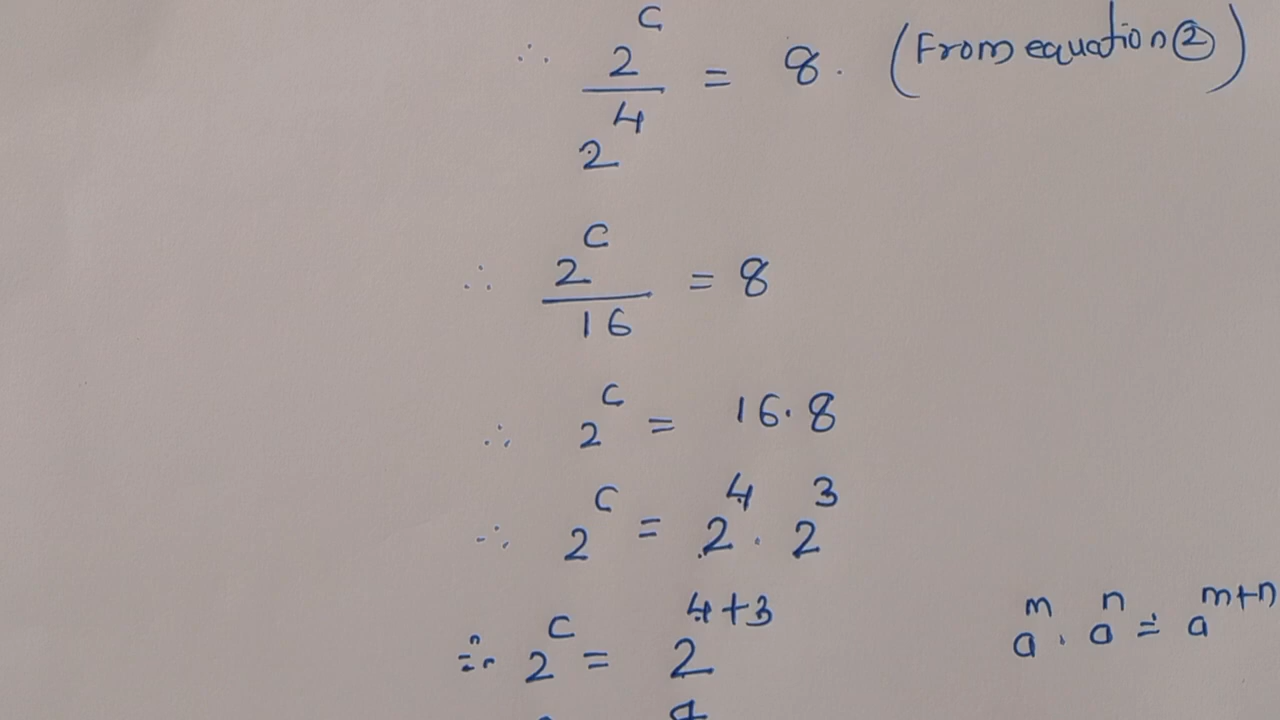 ∴ 2^c / 2^4 = 8. (From equation ②)
∴ 2^c / 16 = 8
∴ 2^c = 16.8
∴ 2^c = 2^4 . 2^3
∴ 2^c = 2^4+3 a^m . a^n = a^m+n